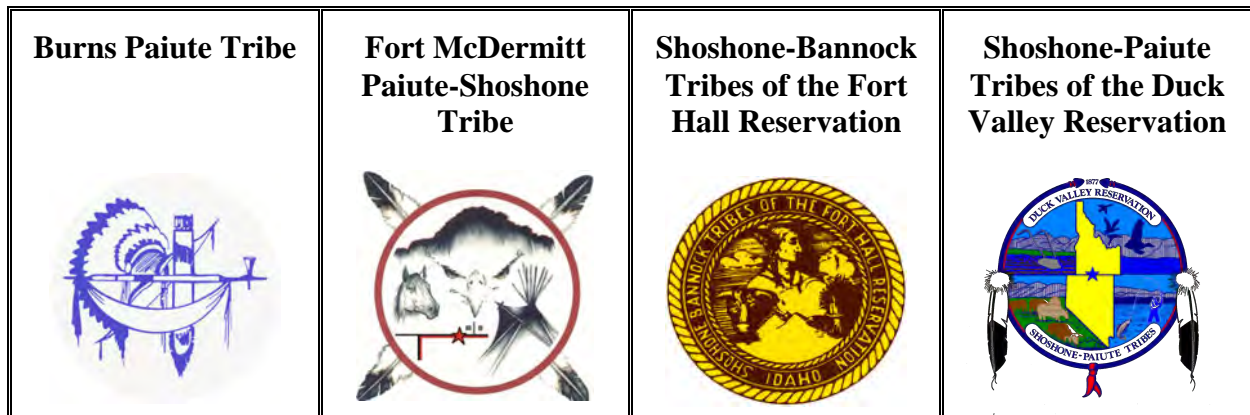 Burns Paiute Tribe
Fort McDermitt
Paiute-Shoshone
Tribe
Shoshone-Bannock
Tribes of the Fort
Hall Reservation
Shoshone-Paiute
Tribes of the Duck
Valley Reservation
SHOSHONE BANNOCK TRIBES OF THE FORT HALL RESERVATION
IDAHO
1877
DUCK VALLEY RESERVATION
SHOSHONE-PAIUTE TRIBES